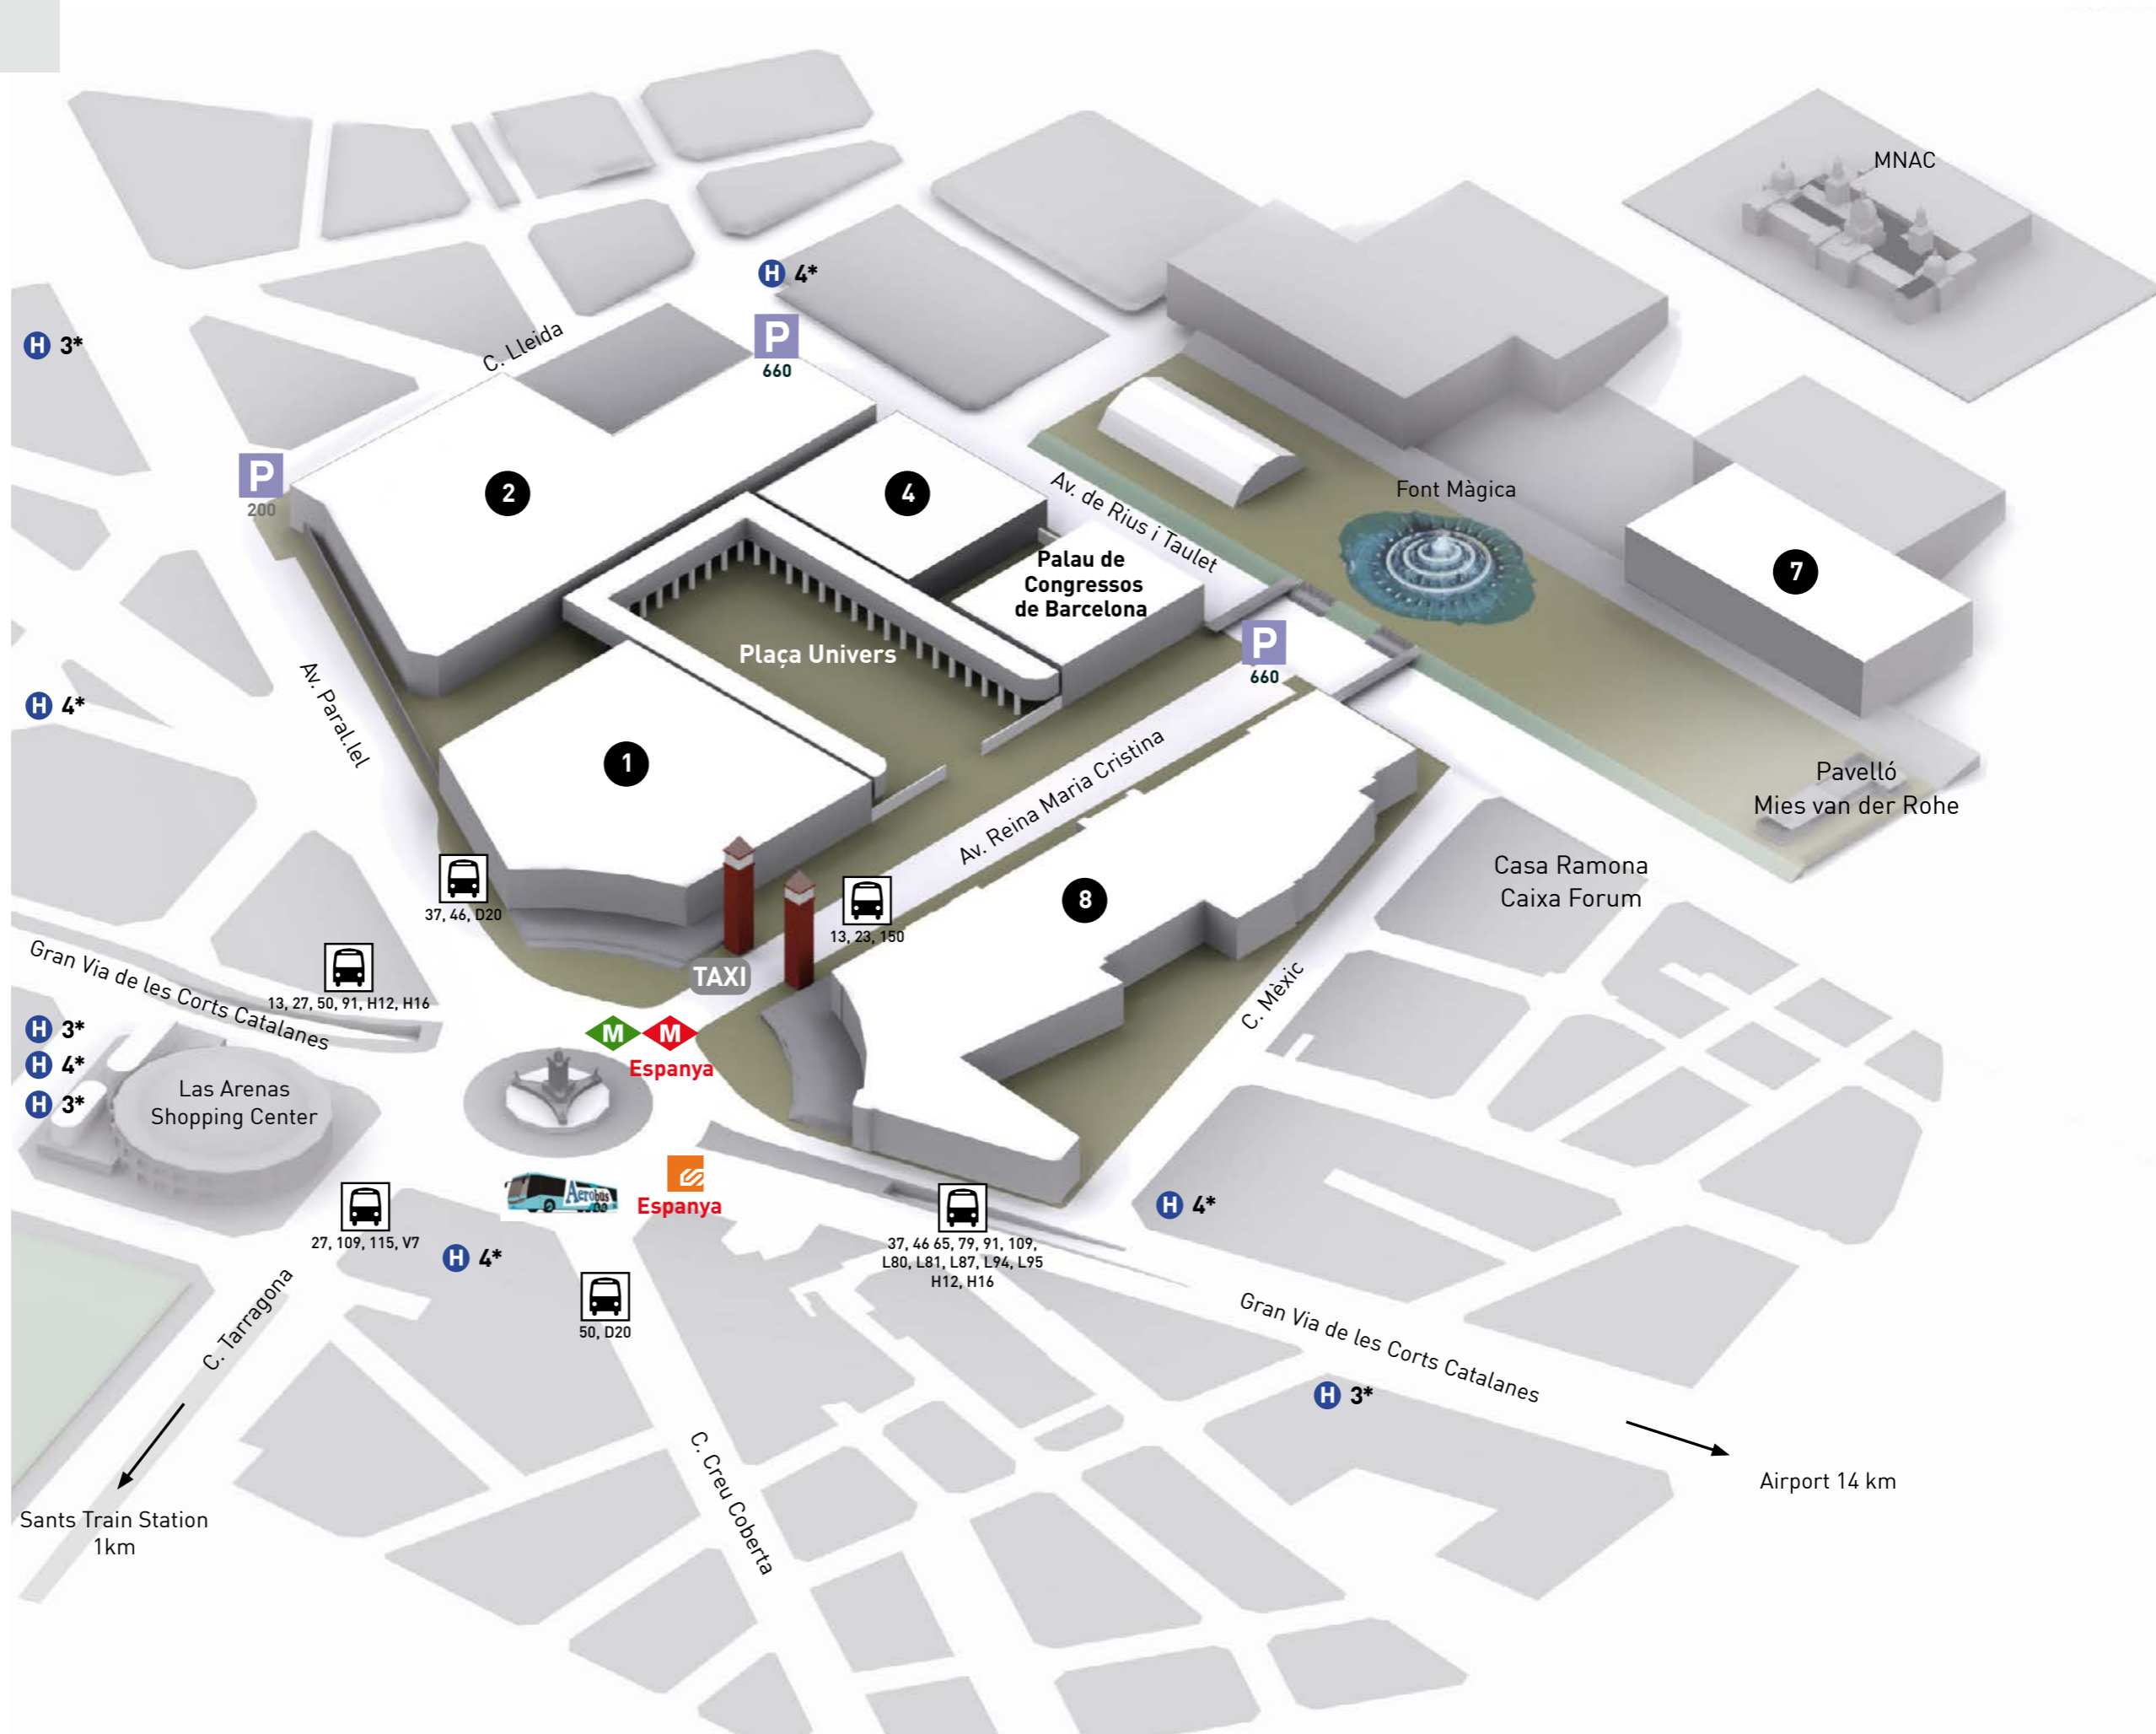 MNAC
H 4*
H 3*
C. Lleida
P
660
P
200
2
4
Av. de Rius i Taulet
Font Màgica
7
Palau de
Congressos
de Barcelona
Plaça Univers
P
660
H 4*
Av. Paral.lel
1
Av. Reina Maria Cristina
Pavelló
Mies van der Rohe
Casa Ramona
Caixa Forum
37, 46, D20
13, 23, 150
8
Gran Via de les Corts Catalanes
13, 27, 50, 91, H12, H16
TAXI
C. Mèxic
M M
Espanya
H 3*
H 4*
H 3*
Las Arenas
Shopping Center
Aerobús
Espanya
27, 109, 115, V7
H 4*
50, D20
37, 46 65, 79, 91, 109,
L80, L81, L87, L94, L95
H12, H16
H 4*
C. Tarragona
Gran Via de les Corts Catalanes
H 3*
C. Creu Coberta
Airport 14 km
Sants Train Station
1km